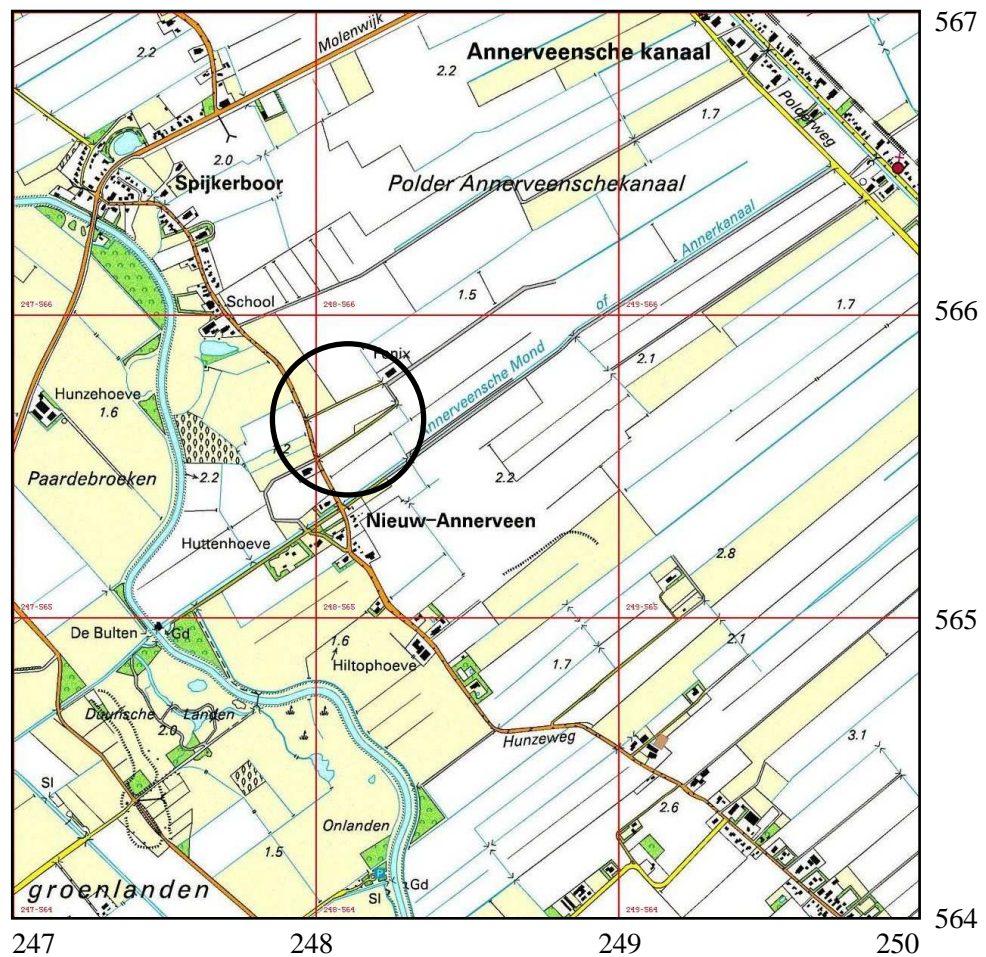 567
Molenwijk
2.2
Annerveensche kanaal
2.2
1.7
Polderweg
2.0
Spijkerboor
Polder Annerveenschekanaal
Annerkanaal
School
of
1.5
1.7
247-566
248-566
249-566
566
Fenix
2.1
Annerveensche Mond
Hunzehoeve
1.6
1.2
Paardebroeken
2.2
2.2
Nieuw-Annerveen
Huttenhoeve
2.8
247-565
248-565
249-565
565
De Bulten
Gd
1.6
Hiltophoeve
2.1
1.7
Duunsche Landen
2.0
Hunzeweg
3.1
Sl
2.6
Onlanden
1.5
P
Gd
Sl
groenlanden
247-564
248-564
249-564
564
247
248
249
250